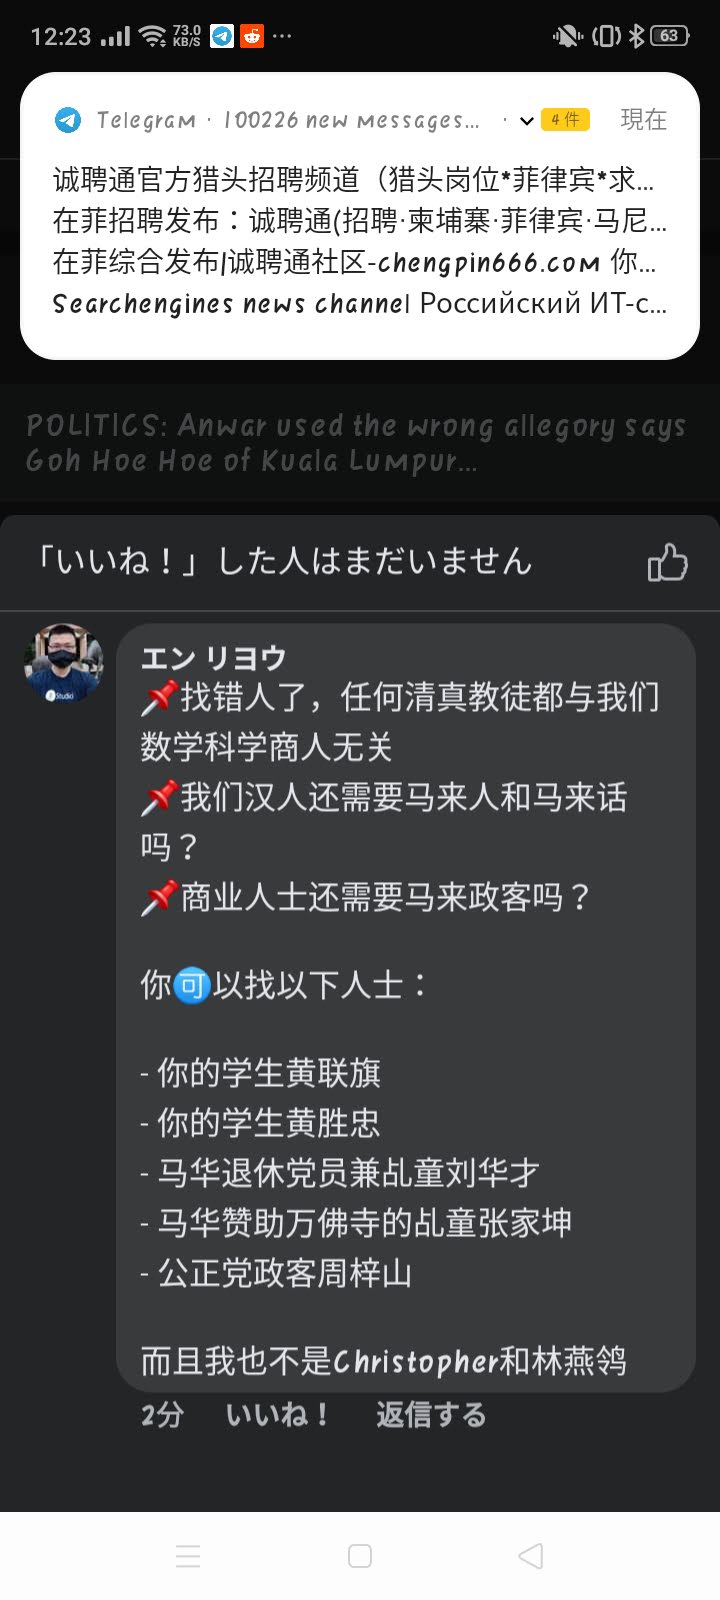 12:23 73.0 KB/S 63
Telegram · 100226 new messages... · 4 件 現在
诚聘通官方猎头招聘频道（猎头岗位*菲律宾*求...
在菲招聘发布：诚聘通(招聘·柬埔寨·菲律宾·马尼...
在菲综合发布|诚聘通社区-chengpin666.com 你...
Searchengines news channel Российский ИТ-с...
POLITICS: Anwar used the wrong allegory says
Goh Hoe Hoe of Kuala Lumpur...
「いいね！」した人はまだいません
エン リヨウ
📌找错人了，任何清真教徒都与我们
数学科学商人无关
📌我们汉人还需要马来人和马来话
吗？
📌商业人士还需要马来政客吗？
你🉑以找以下人士：
- 你的学生黄联旗
- 你的学生黄胜忠
- 马华退休党员兼乩童刘华才
- 马华赞助万佛寺的乩童张家坤
- 公正党政客周梓山
而且我也不是Christopher和林燕鸰
2分 いいね！ 返信する
Studio